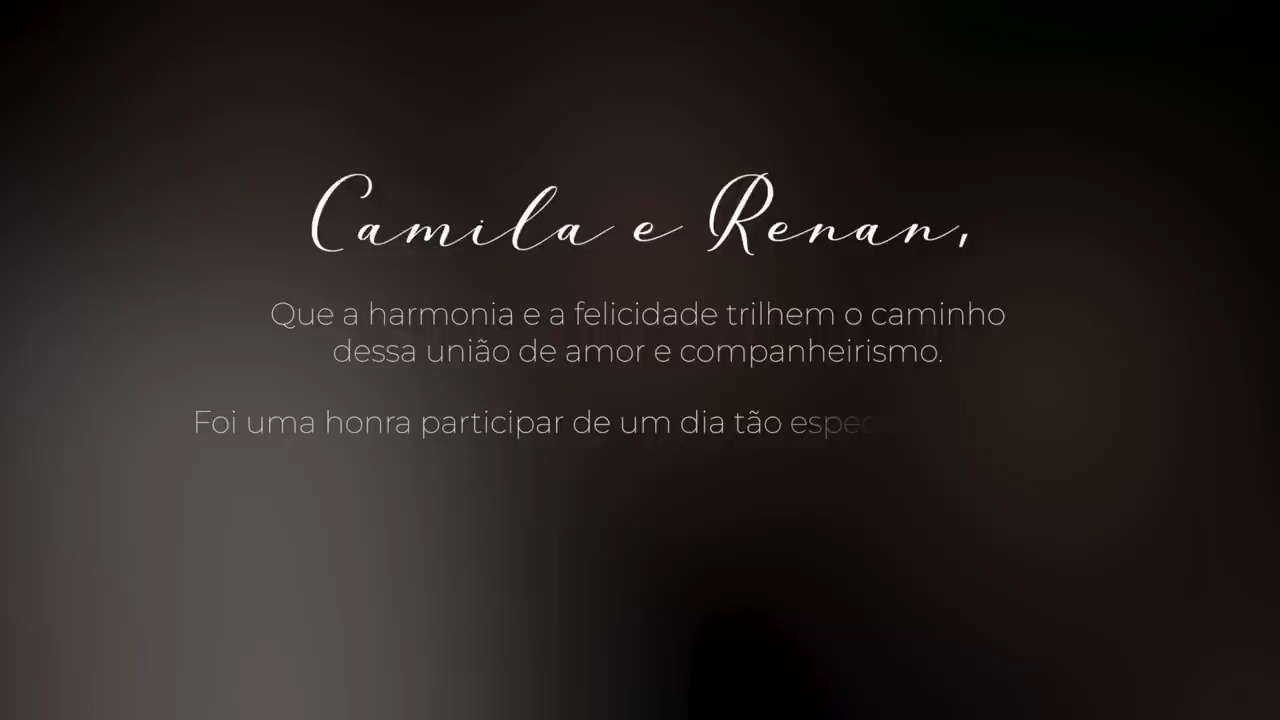 Camila e Renan,
Que a harmonia e a felicidade trilhem o caminho
dessa união de amor e companheirismo.
Foi uma honra participar de um dia tão